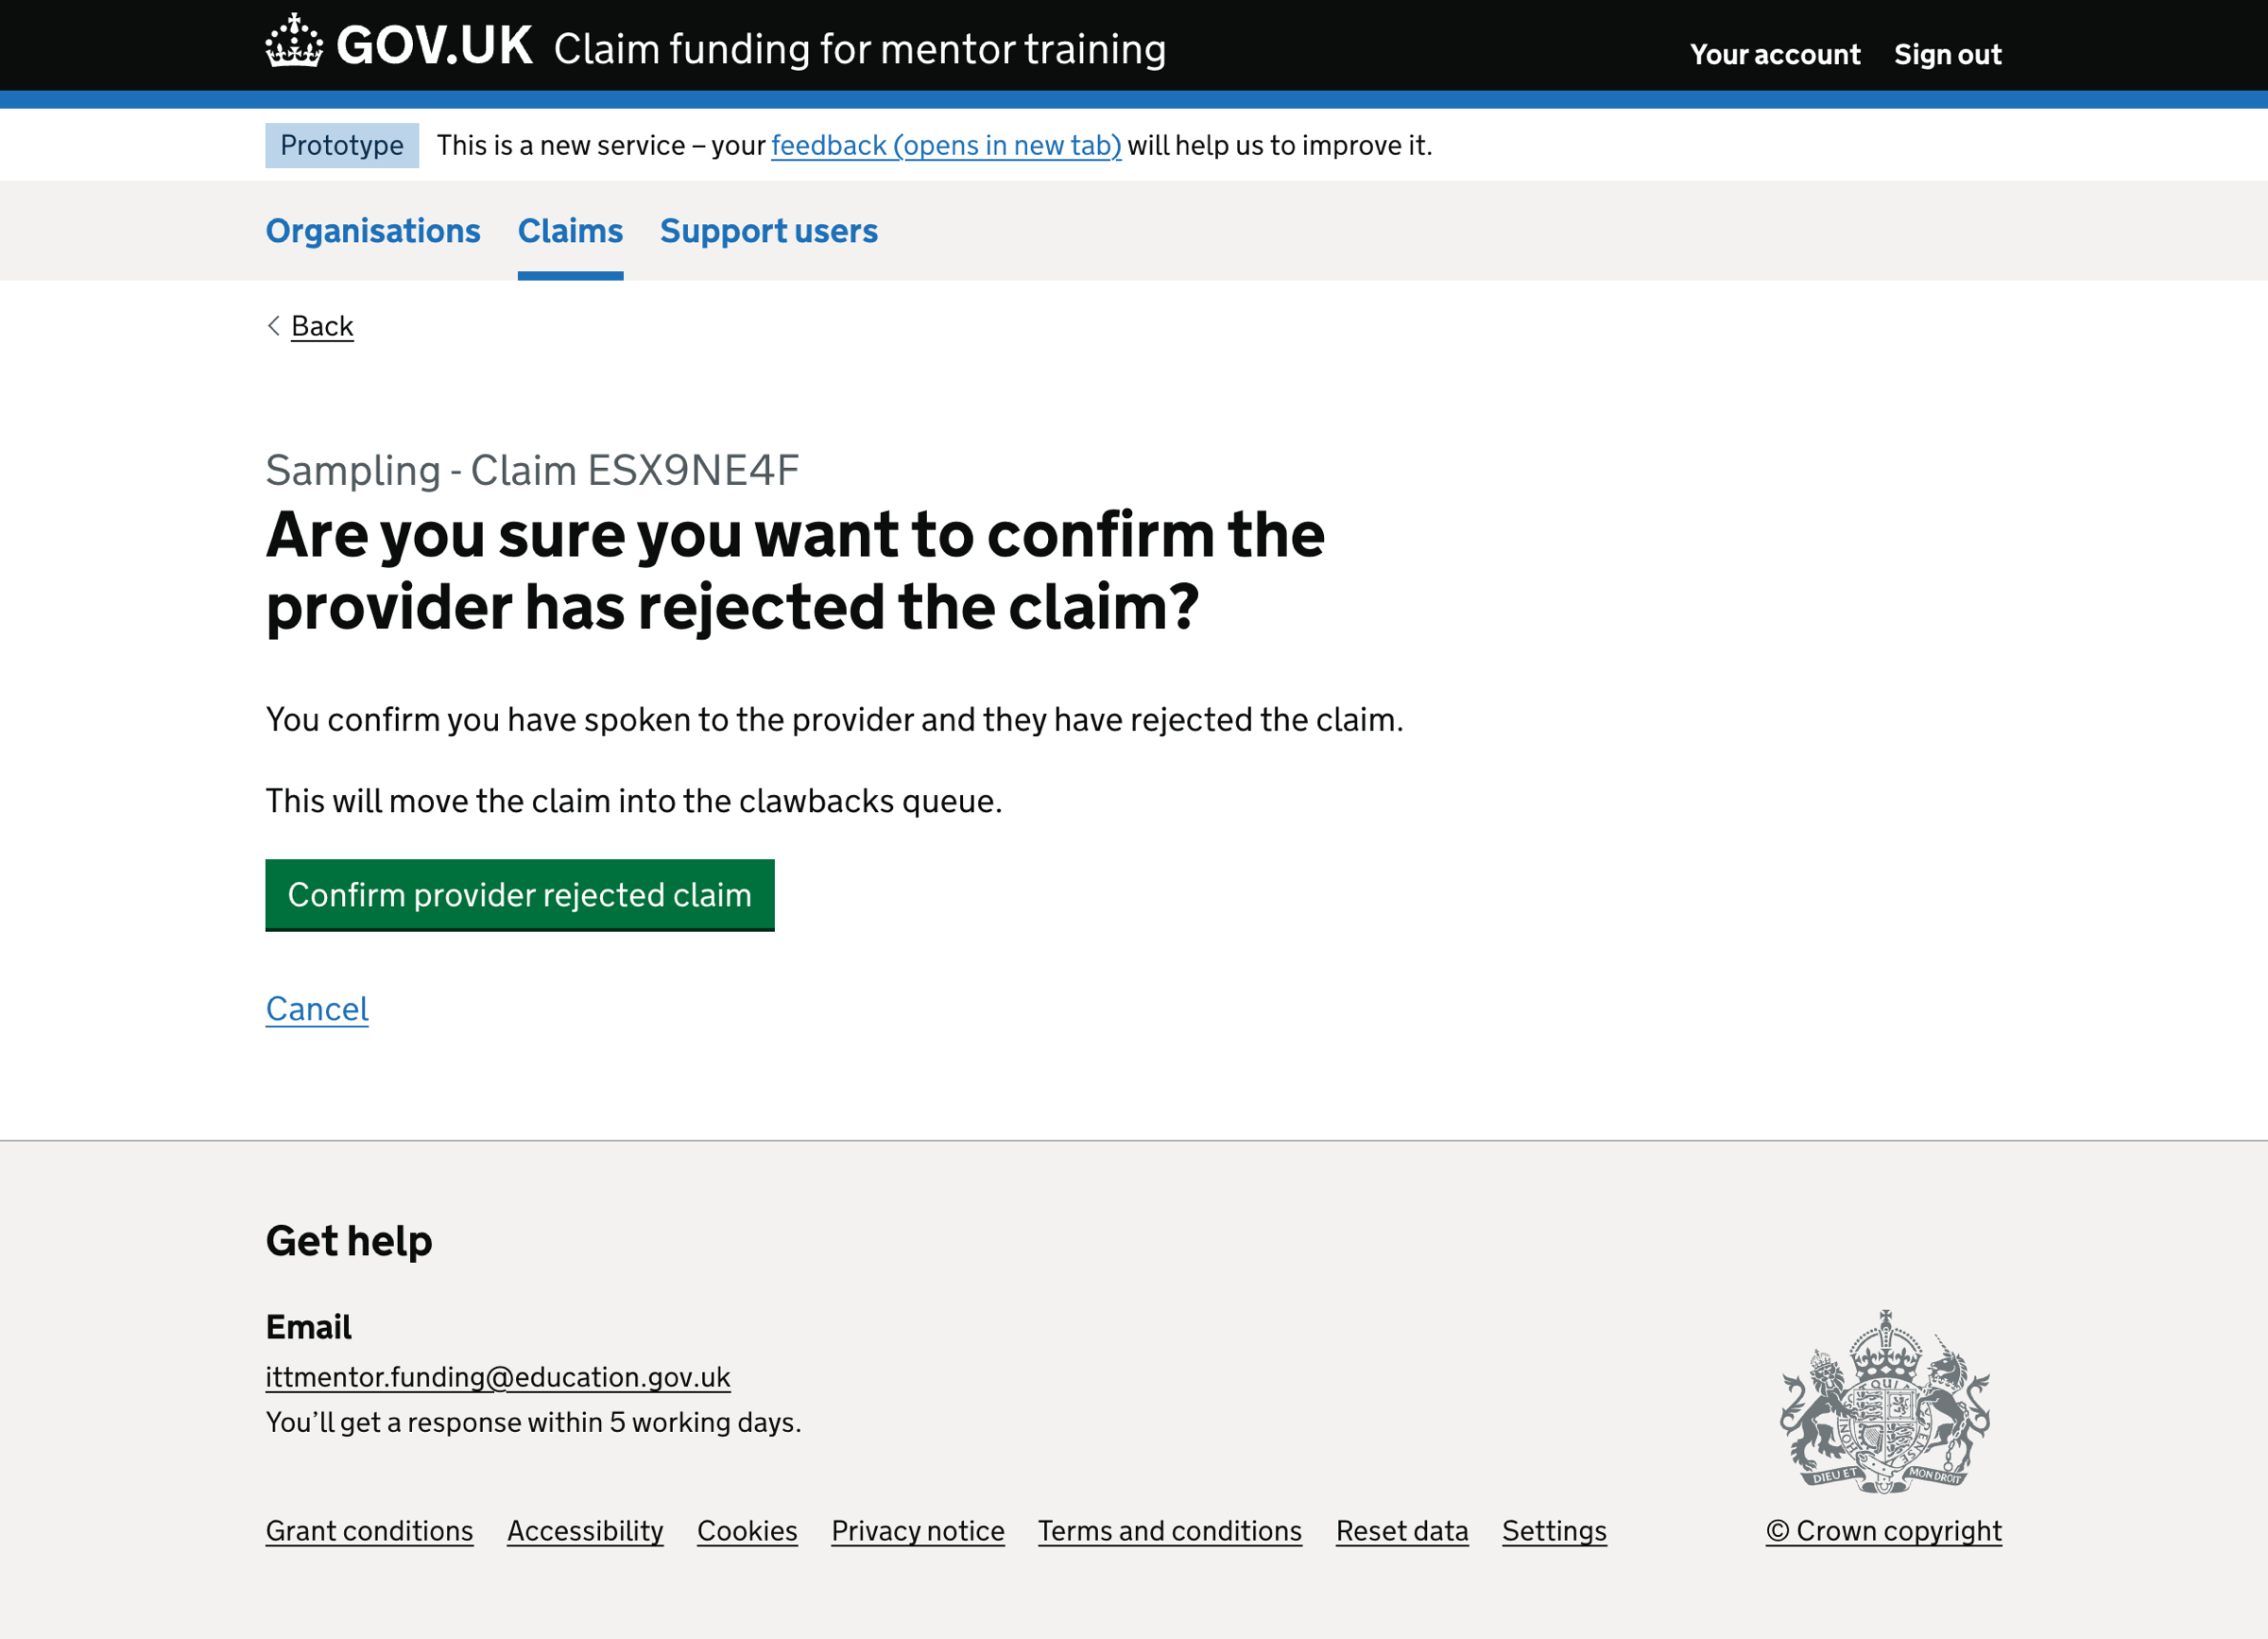 GOV.UK Claim funding for mentor training
Your account Sign out
Prototype This is a new service – your feedback (opens in new tab) will help us to improve it.
Organisations Claims Support users
Back
Sampling - Claim ESX9NE4F
Are you sure you want to confirm the
provider has rejected the claim?
You confirm you have spoken to the provider and they have rejected the claim.
This will move the claim into the clawbacks queue.
Confirm provider rejected claim
Cancel
Get help
Email
ittmentor.funding@education.gov.uk
You’ll get a response within 5 working days.
DIEU ET MON DROIT
Grant conditions Accessibility Cookies Privacy notice Terms and conditions Reset data Settings
© Crown copyright